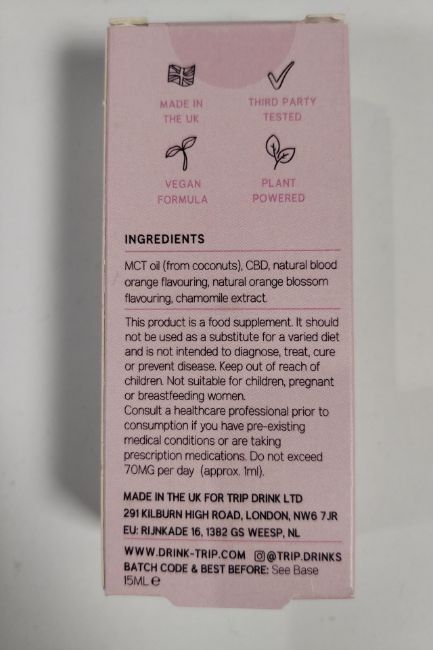 MADE IN
THE UK
THIRD PARTY
TESTED
VEGAN
FORMULA
PLANT
POWERED
INGREDIENTS
MCT oil (from coconuts), CBD, natural blood
orange flavouring, natural orange blossom
flavouring, chamomile extract.
This product is a food supplement. It should
not be used as a substitute for a varied diet
and is not intended to diagnose, treat, cure
or prevent disease. Keep out of reach of
children. Not suitable for children, pregnant
or breastfeeding women.
Consult a healthcare professional prior to
consumption if you have pre-existing
medical conditions or are taking
prescription medications. Do not exceed
70MG per day (approx. 1ml).
MADE IN THE UK FOR TRIP DRINK LTD
291 KILBURN HIGH ROAD, LONDON, NW6 7JR
EU: RIJNKADE 16, 1382 GS WEESP, NL
WWW.DRINK-TRIP.COM @TRIP.DRINKS
BATCH CODE & BEST BEFORE: See Base
15ML ℮